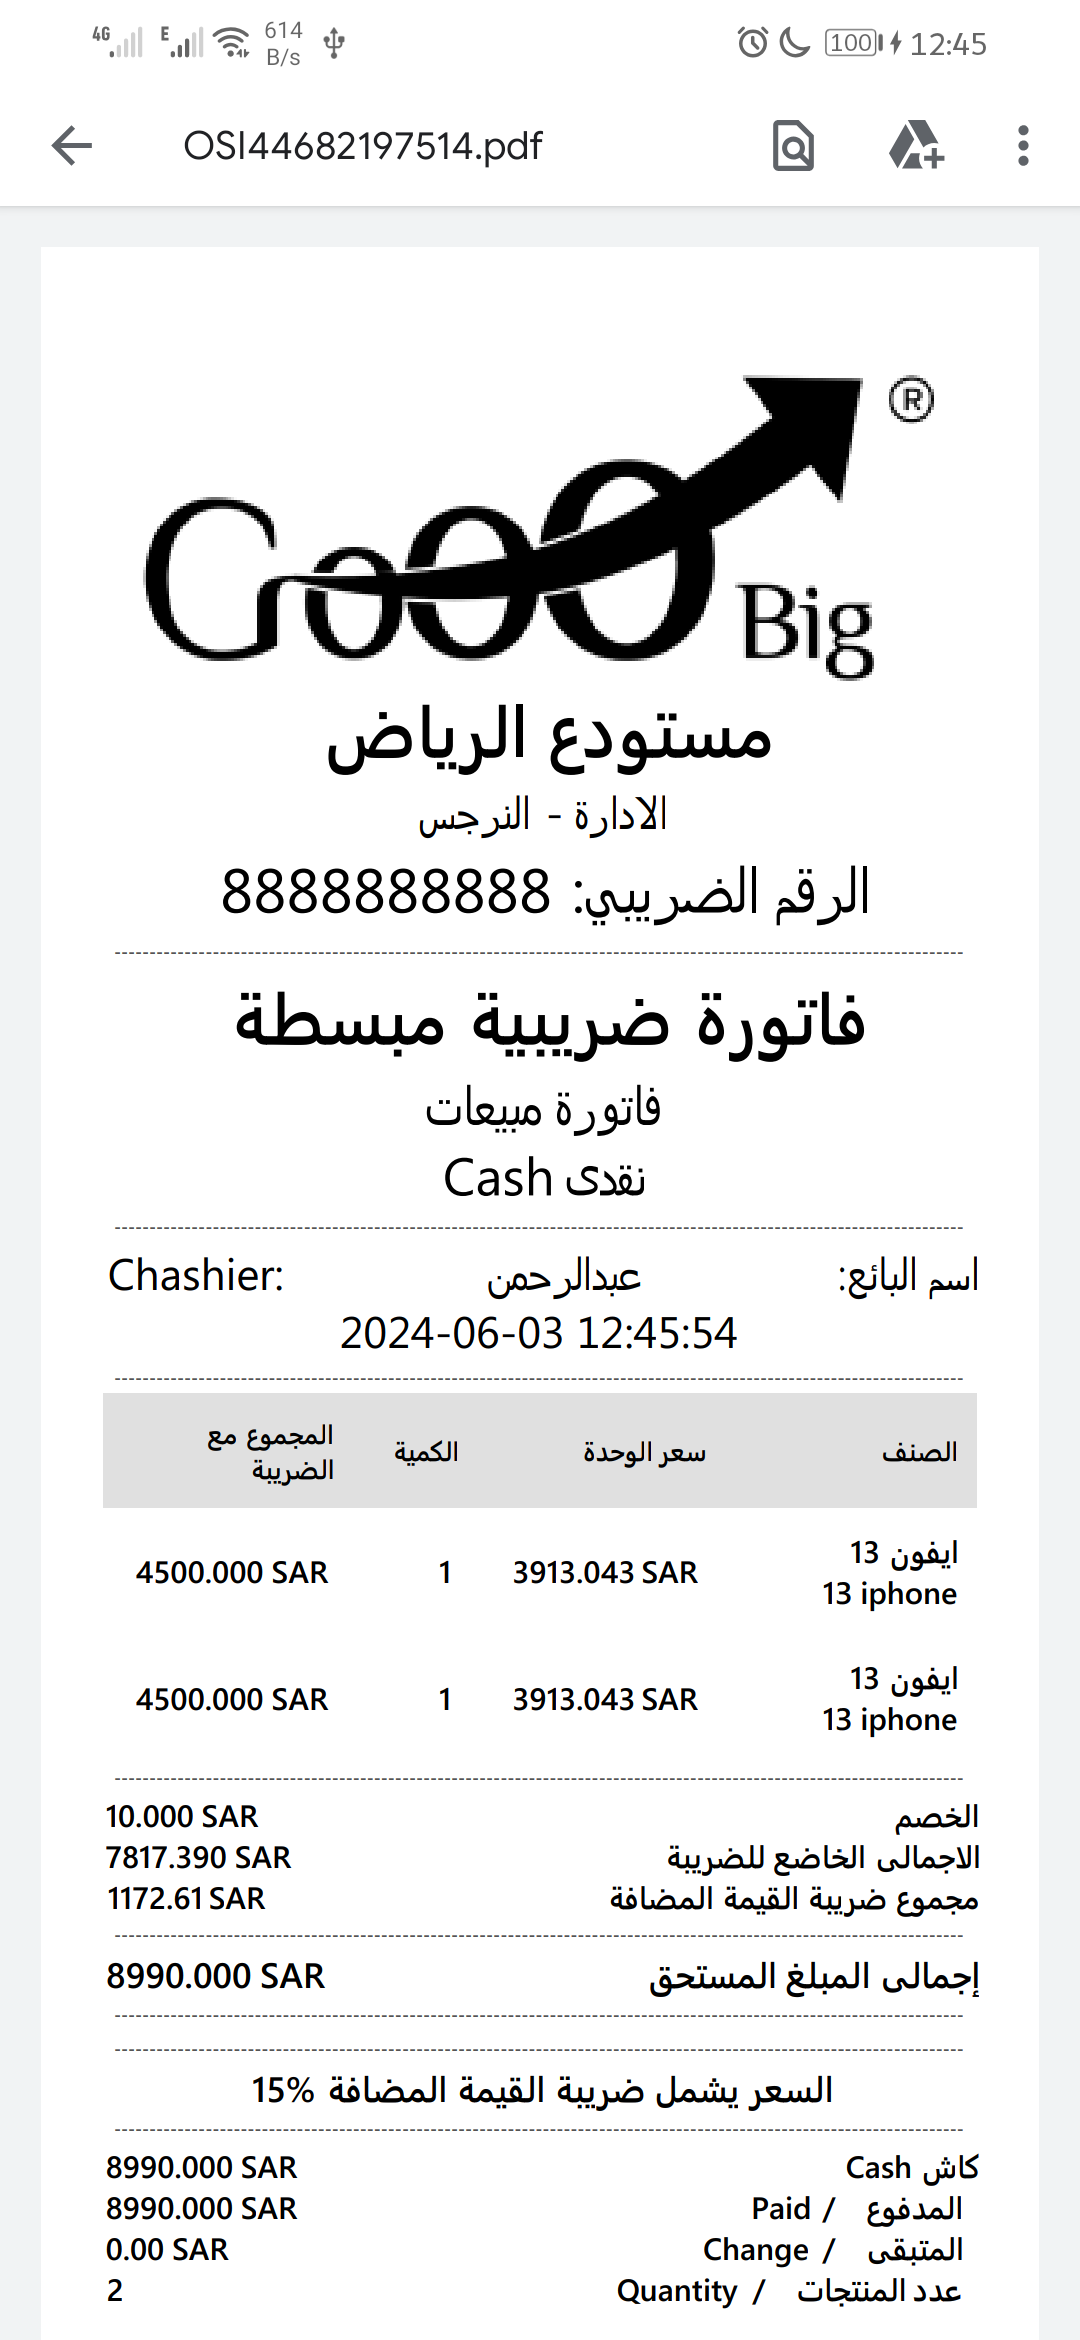 4G E 614 B/s 100 12:45
OSI44682197514.pdf
GoOO Big ®
مستودع الرياض
الادارة - النرجس
الرقم الضريبي: 8888888888
فاتورة ضريبية مبسطة
فاتورة مبيعات
نقدى Cash
اسم البائع: عبدالرحمن Chashier:
2024-06-03 12:45:54
الصنف سعر الوحدة الكمية المجموع مع الضريبة
ايفون 13
13 iphone 3913.043 SAR 1 4500.000 SAR
ايفون 13
13 iphone 3913.043 SAR 1 4500.000 SAR
الخصم 10.000 SAR
الاجمالى الخاضع للضريبة 7817.390 SAR
مجموع ضريبة القيمة المضافة 1172.61 SAR
إجمالى المبلغ المستحق 8990.000 SAR
السعر يشمل ضريبة القيمة المضافة 15%
كاش Cash 8990.000 SAR
المدفوع / Paid 8990.000 SAR
المتبقى / Change 0.00 SAR
عدد المنتجات / Quantity 2